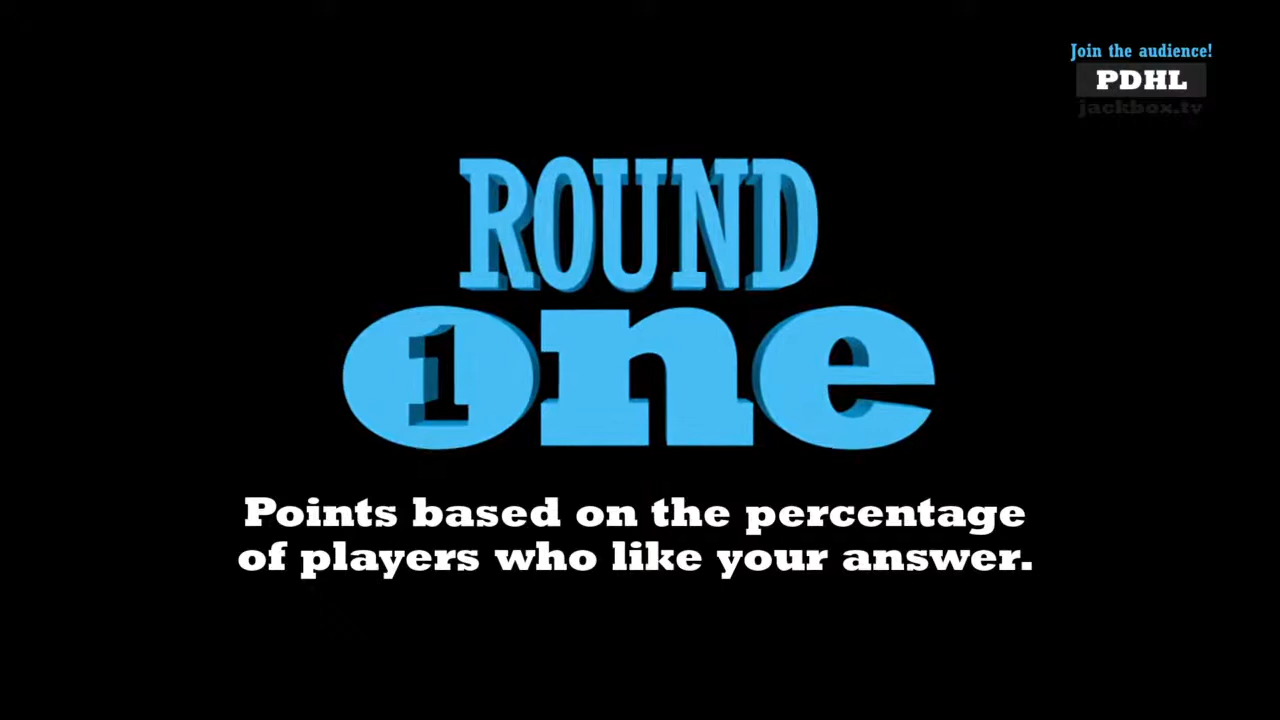 Join the audience!
PDHL
jackbox.tv
ROUND
One
1
Points based on the percentage
of players who like your answer.